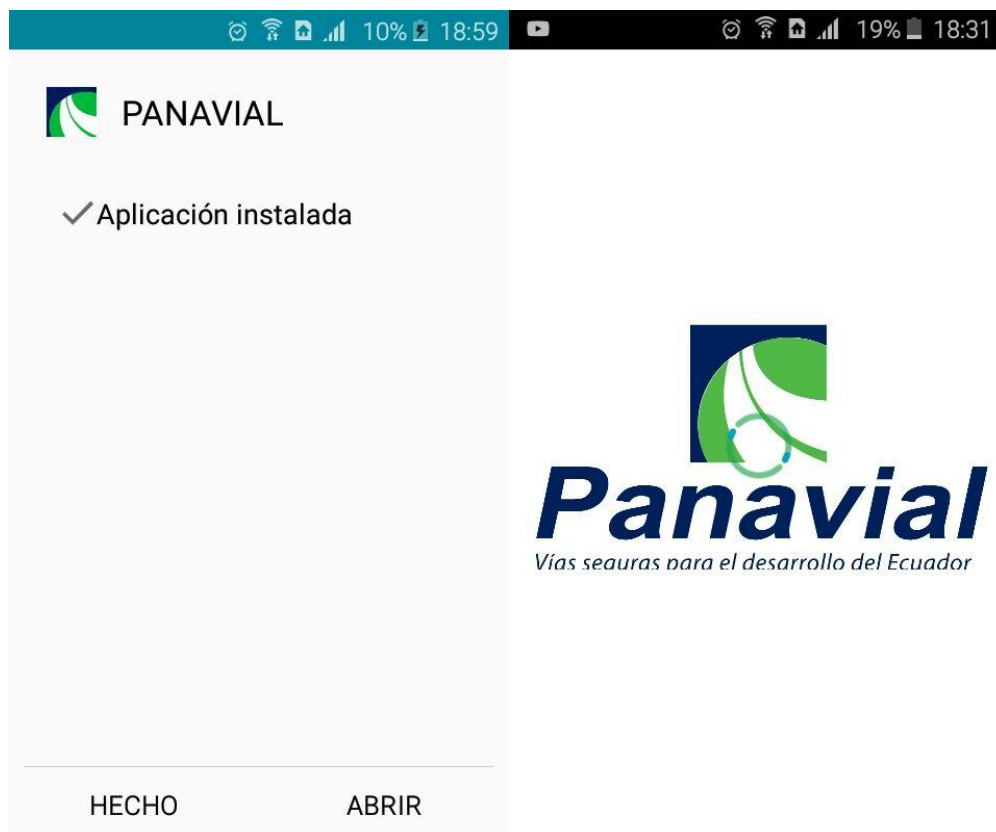 10% 18:59
PANAVIAL
Aplicación instalada
HECHO ABRIR
19% 18:31
Panavial
Vías seguras para el desarrollo del Ecuador